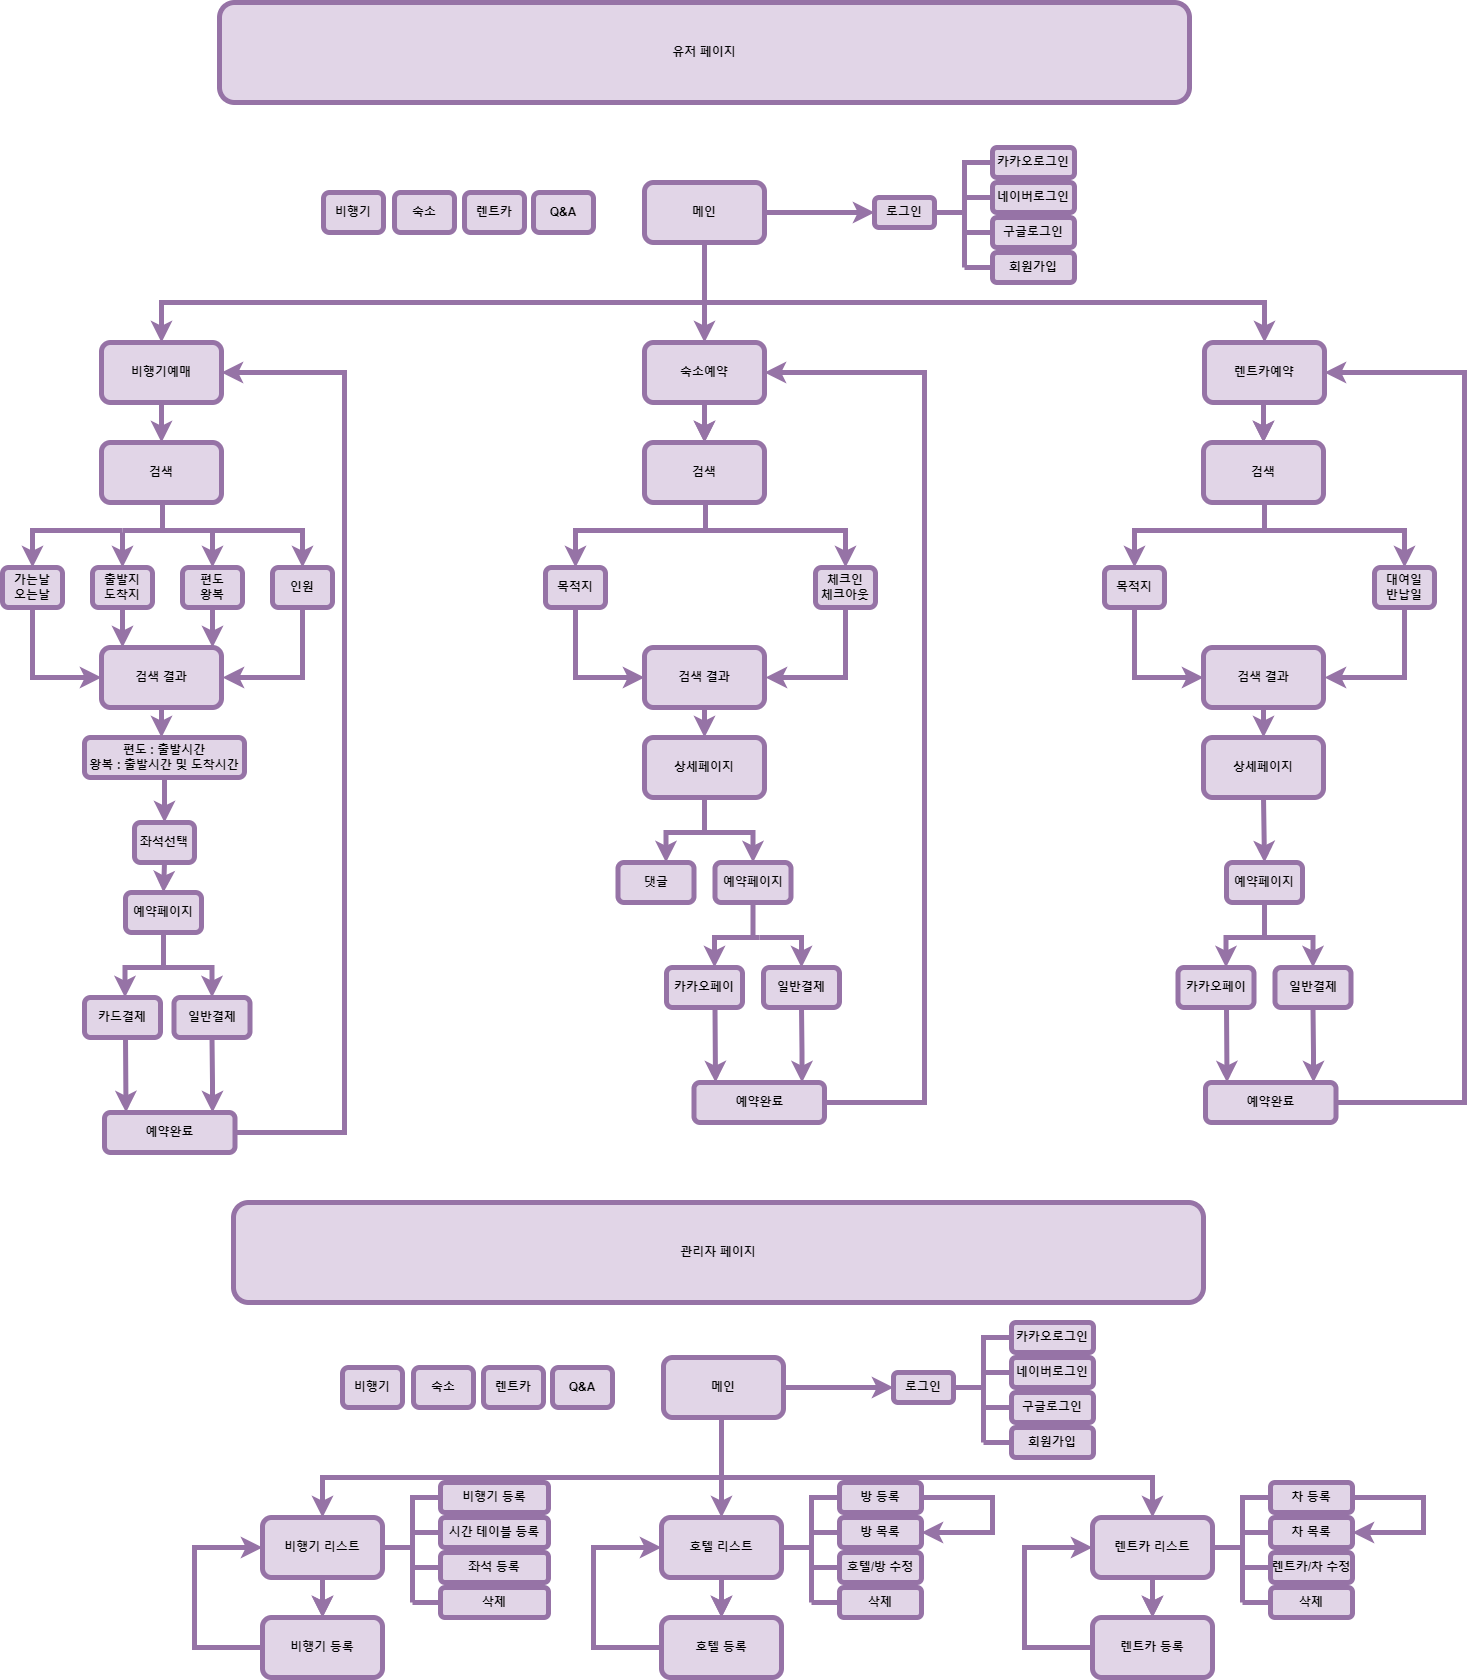 유저 페이지
비행기
숙소
렌트카
Q&A
메인
로그인
카카오로그인
네이버로그인
구글로그인
회원가입
비행기예매
숙소예약
렌트카예약
검색
검색
검색
가는날
오는날
출발지
도착지
편도
왕복
인원
목적지
체크인
체크아웃
목적지
대여일
반납일
검색 결과
검색 결과
검색 결과
편도 : 출발시간
왕복 : 출발시간 및 도착시간
상세페이지
상세페이지
좌석선택
댓글
예약페이지
예약페이지
예약페이지
카드결제
일반결제
카카오페이
일반결제
카카오페이
일반결제
예약완료
예약완료
예약완료
관리자 페이지
비행기
숙소
렌트카
Q&A
메인
로그인
카카오로그인
네이버로그인
구글로그인
회원가입
비행기 리스트
비행기 등록
시간 테이블 등록
좌석 등록
삭제
비행기 등록
호텔 리스트
방 등록
방 목록
호텔/방 수정
삭제
호텔 등록
렌트카 리스트
차 등록
차 목록
렌트카/차 수정
삭제
렌트카 등록